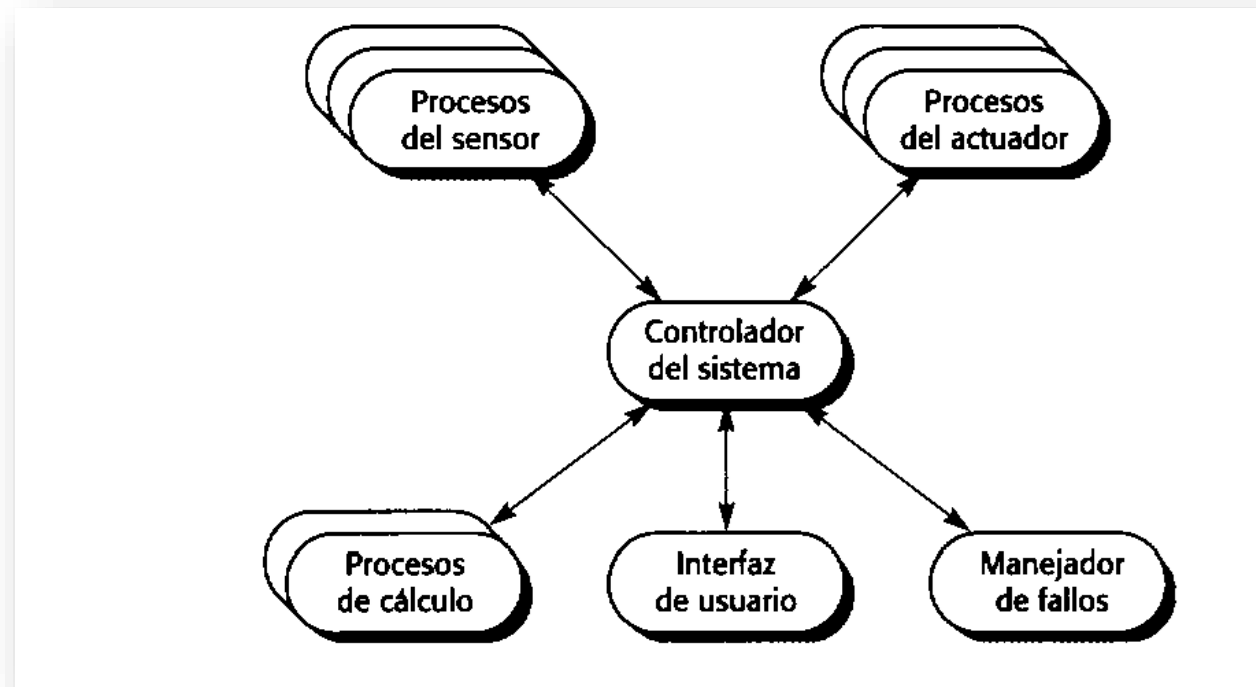 Procesos
del sensor
Procesos
del actuador
Controlador
del sistema
Procesos
de cálculo
Interfaz
de usuario
Manejador
de fallos